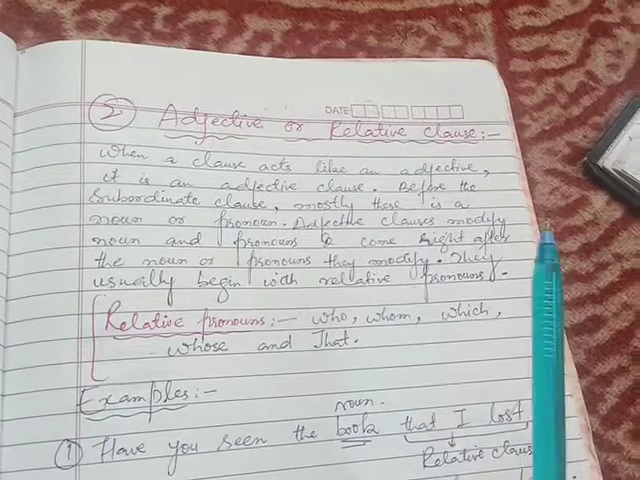 DATE
② Adjective or Relative clause:-
When a clause acts like an adjective,
it is an adjective clause. Before the
Subordinate clause, mostly there is a
noun or pronoun. Adjective clauses modify
noun and pronouns & come right after
the noun or pronouns they modify. They
usually begin with relative pronouns.
Relative pronouns:- who, whom, which,
whose and That.
Examples:-
noun.
① Have you seen the book that I lost
Relative Claus